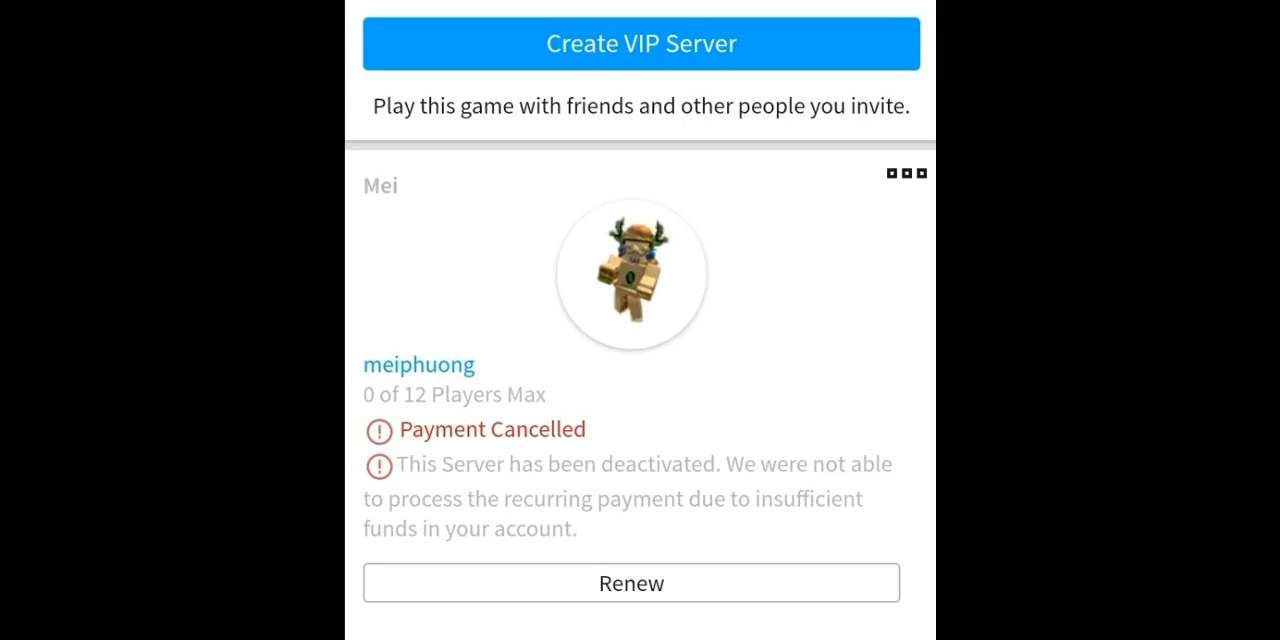 Create VIP Server
Play this game with friends and other people you invite.
Mei
meiphuong
0 of 12 Players Max
Payment Cancelled
This Server has been deactivated. We were not able
to process the recurring payment due to insufficient
funds in your account.
Renew